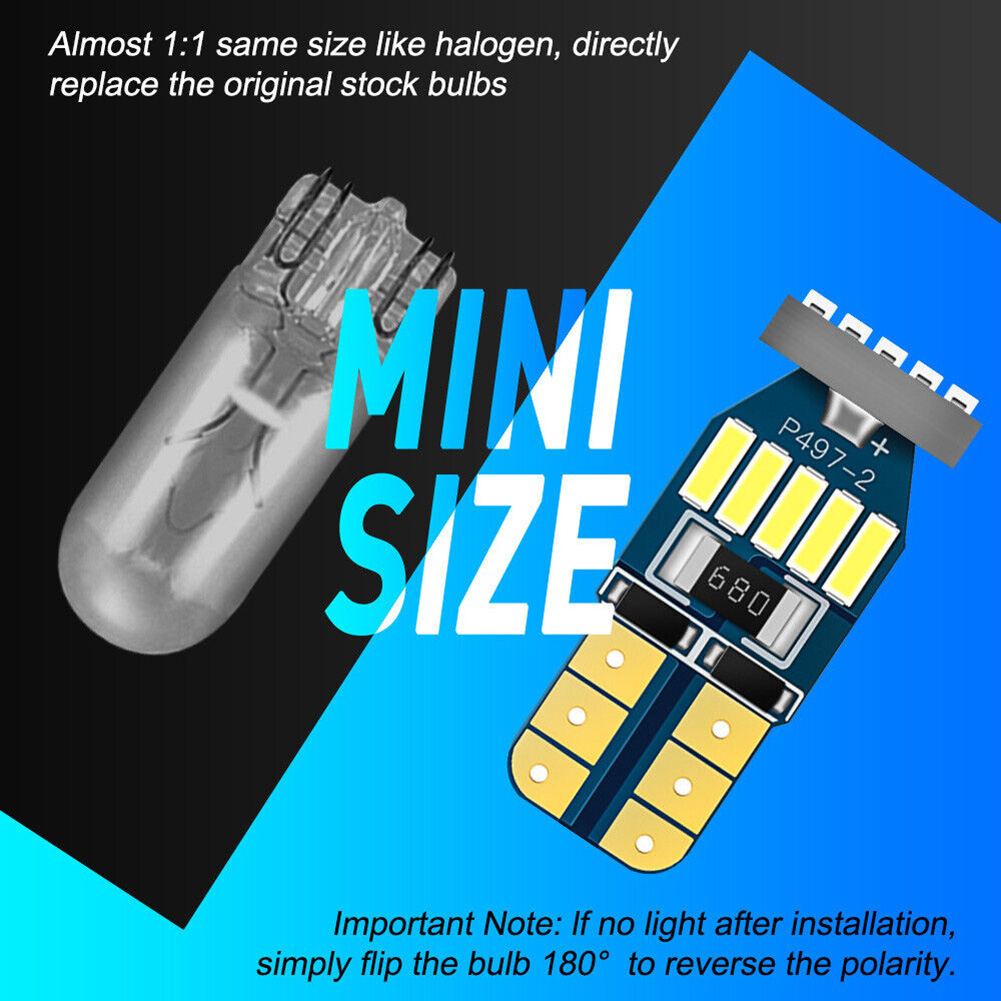 Almost 1:1 same size like halogen, directly
replace the original stock bulbs
MINI
SIZE
P497-2
+
680
Important Note: If no light after installation,
simply flip the bulb 180° to reverse the polarity.